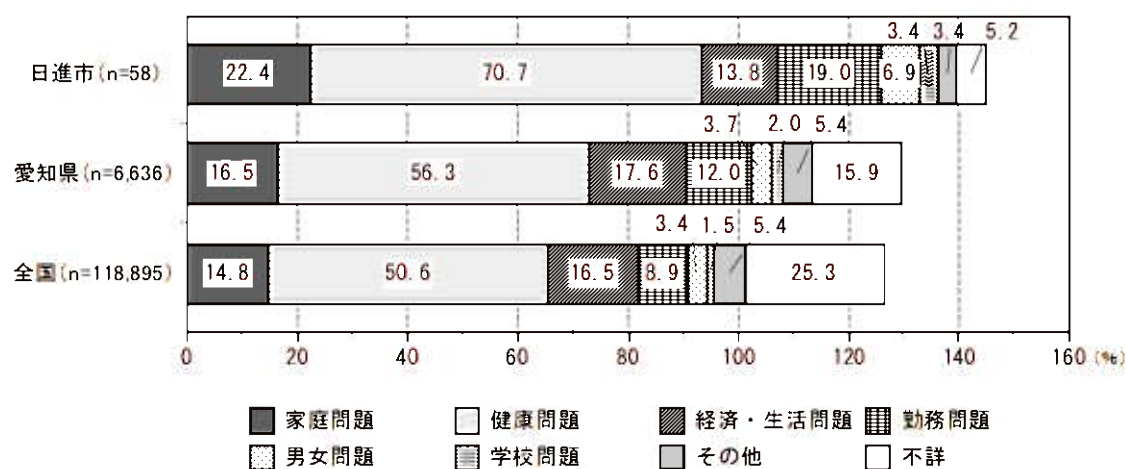 3.4 3.4 5.2
日進市(n=58) 22.4 70.7 13.8 19.0 6.9
3.7 2.0 5.4
愛知県(n=6,636) 16.5 56.3 17.6 12.0 15.9
3.4 1.5 5.4
全国(n=118,895) 14.8 50.6 16.5 8.9 25.3
0 20 40 60 80 100 120 140 160 (%)
家庭問題 健康問題 経済・生活問題 勤務問題
男女問題 学校問題 その他 不詳